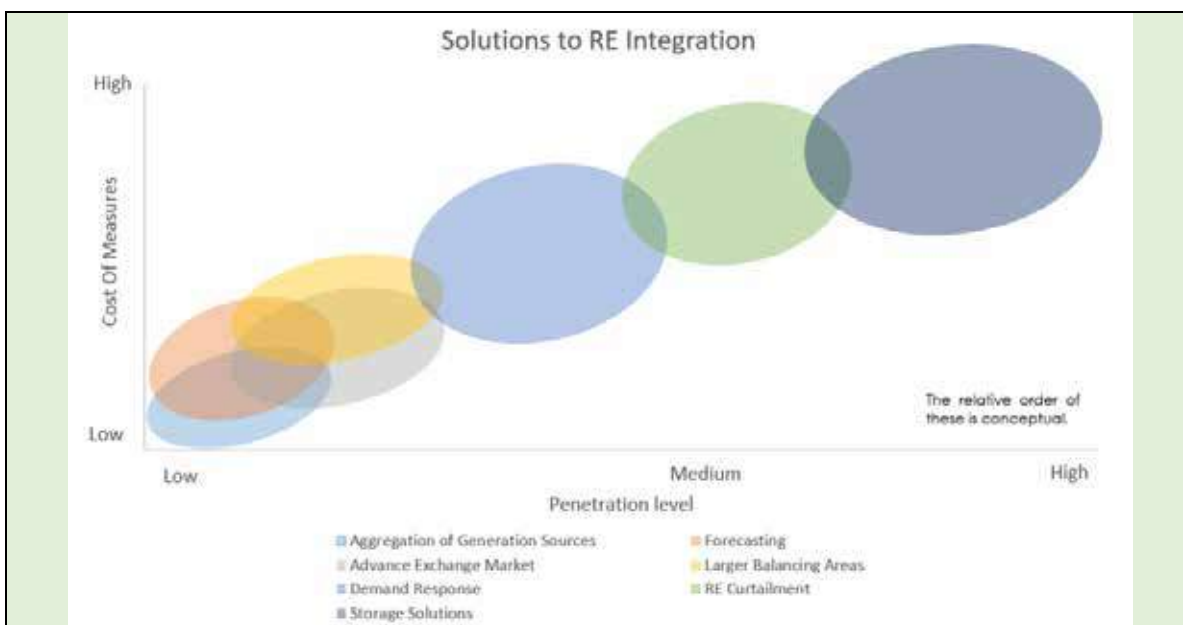 Solutions to RE Integration
High
Cost Of Measures
Low
The relative order of
these is conceptual.
Low
Medium
High
Penetration level
Aggregation of Generation Sources
Forecasting
Advance Exchange Market
Larger Balancing Areas
Demand Response
RE Curtailment
Storage Solutions